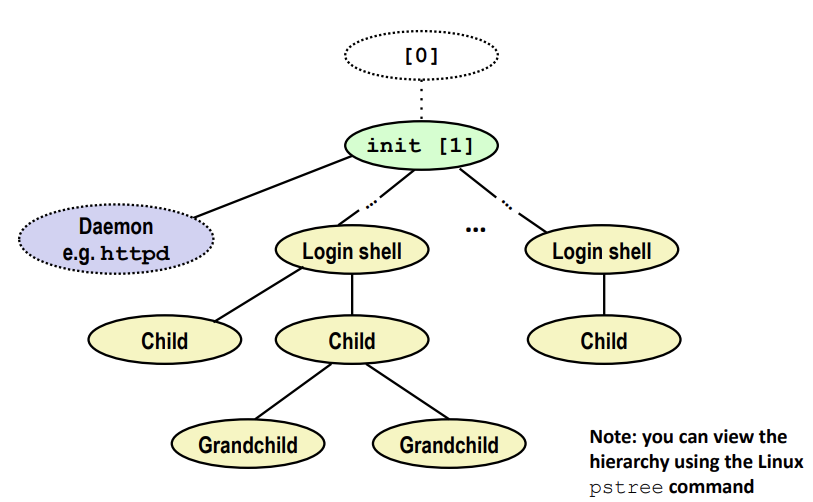 [0]
init [1]
Daemon
e.g. httpd
Login shell
...
Login shell
Child
Child
Child
Grandchild
Grandchild
Note: you can view the
hierarchy using the Linux
pstree command